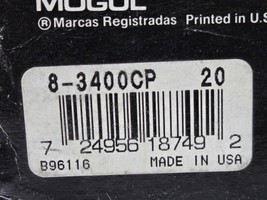 MOGUL
® Marcas Registradas Printed in U.S
8-3400CP 20
7 24956 18749 2
B96116 MADE IN USA